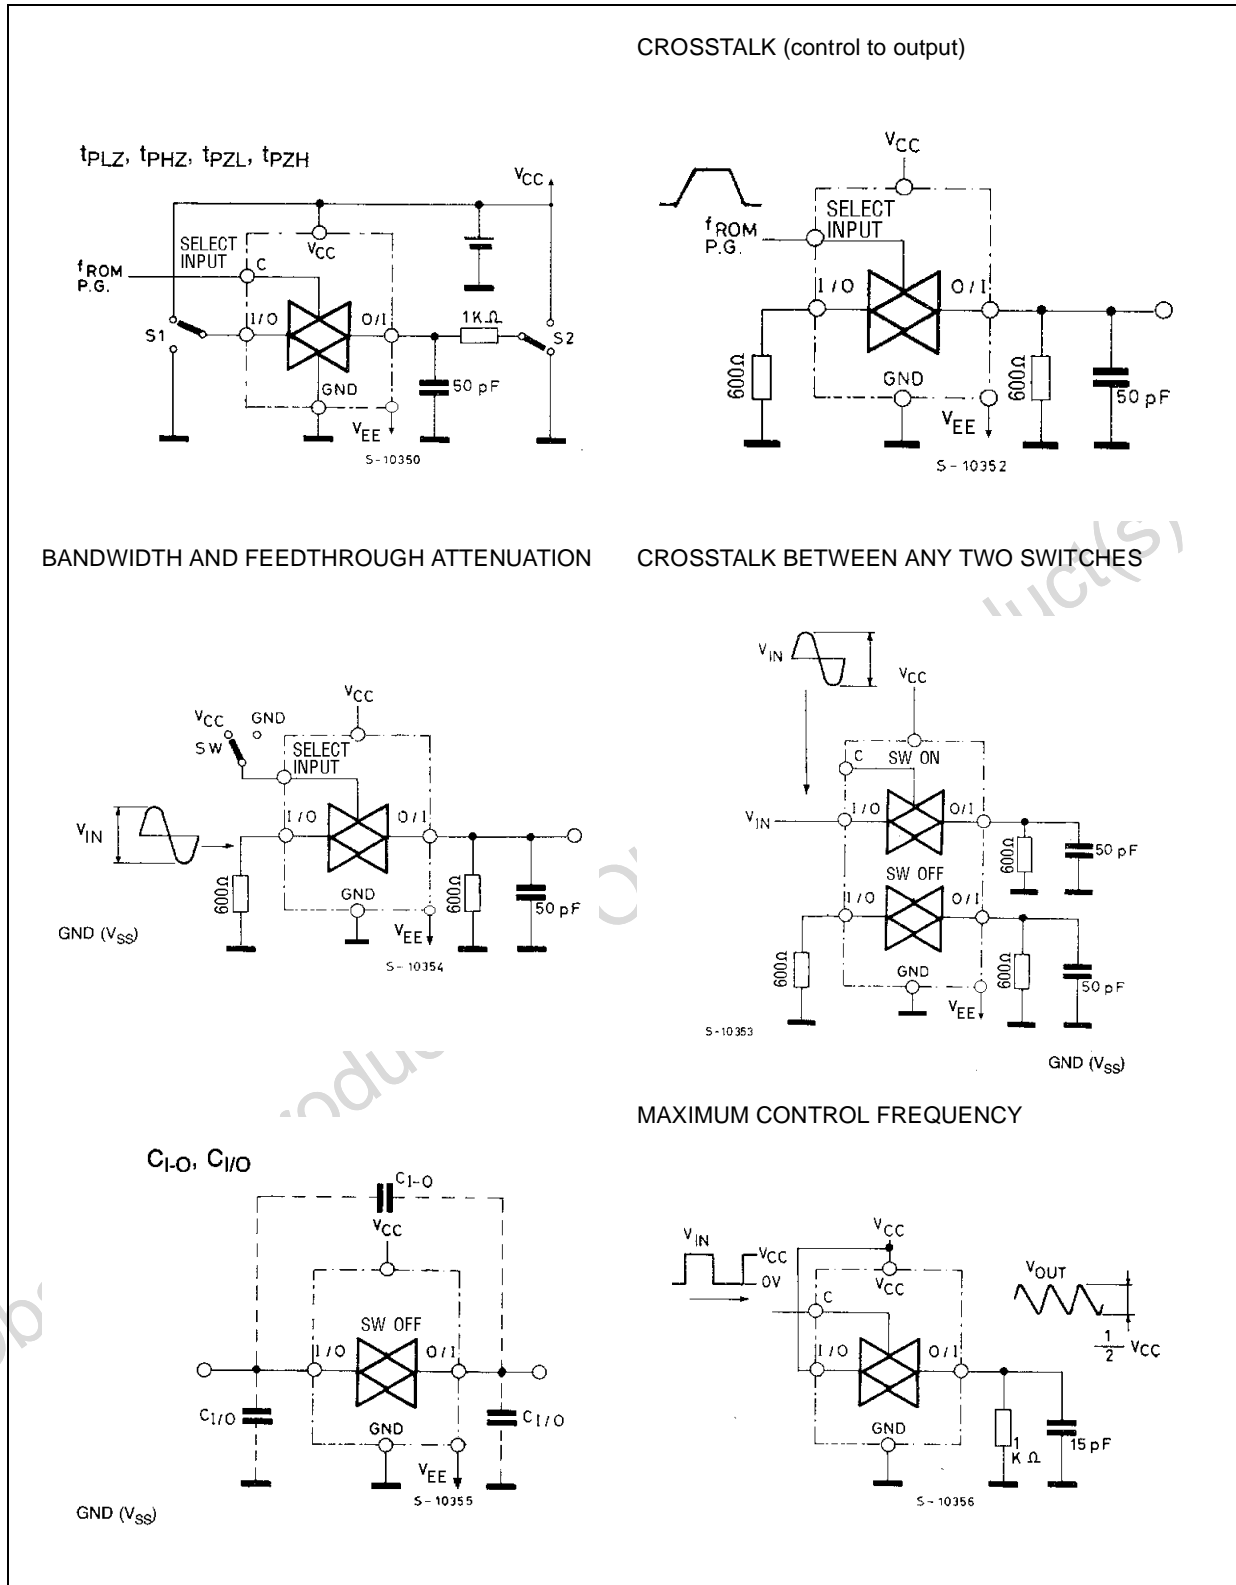 CROSSTALK (control to output)
tPLZ, tPHZ, tPZL, tPZH
VCC
SELECT
INPUT
VCC
fROM
P.G.
C
I/O
O/I
1KΩ
S1
S2
GND
50 pF
VEE
S-10350
VCC
SELECT
INPUT
fROM
P.G.
I/O
O/I
600Ω
GND
600Ω
50 pF
VEE
S-10352
BANDWIDTH AND FEEDTHROUGH ATTENUATION
CROSSTALK BETWEEN ANY TWO SWITCHES
VCC
VCC
GND
SW
SELECT
INPUT
VIN
I/O
O/I
600Ω
GND
600Ω
50 pF
VEE
GND (VSS)
S-10354
VIN
VCC
C
SW ON
VIN
I/O
O/I
600Ω
50 pF
SW OFF
I/O
O/I
600Ω
GND
600Ω
50 pF
VEE
S-10353
GND (VSS)
duct(s)
roduc
Obs
MAXIMUM CONTROL FREQUENCY
CI-O, CI/O
CI-O
VCC
SW OFF
I/O
O/I
CI/O
CI/O
GND
VEE
S-10355
GND (VSS)
VIN
VCC
0V
VCC
VCC
C
VOUT
1/2 VCC
I/O
O/I
GND
1
KΩ
15pF
S-10356